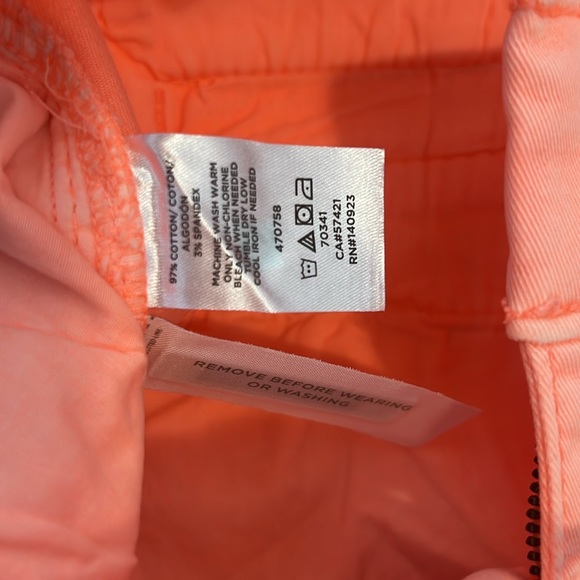 97% COTTON/ COTON/
ALGODON
3% SPANDEX
MACHINE WASH WARM
ONLY NON-CHLORINE
BLEACH WHEN NEEDED
TUMBLE DRY LOW
COOL IRON IF NEEDED
470758
70341
CA#57421
RN#140923
REMOVE BEFORE WEARING
OR WASHING